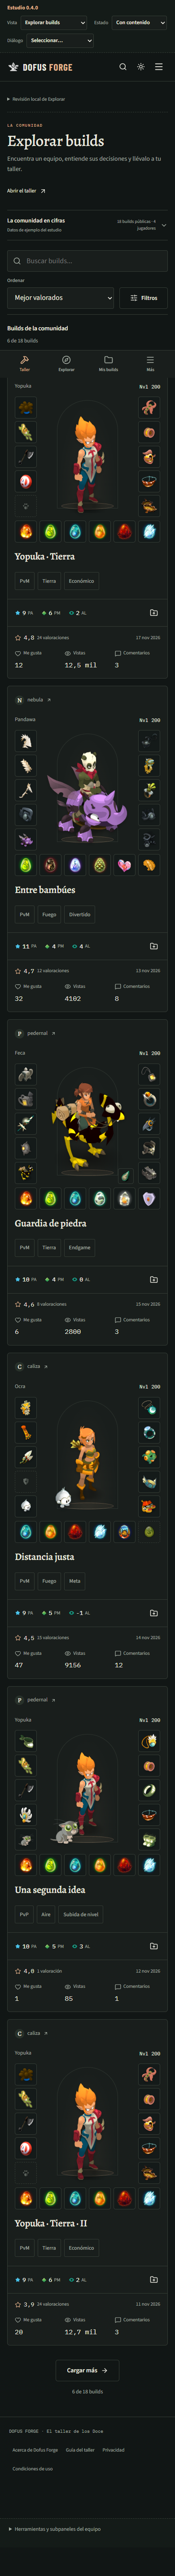 Estudio 0.4.0
Vista Explorar builds Estado Con contenido
Diálogo Seleccionar...
DOFUS FORGE
Revisión local de Explorar
LA COMUNIDAD
Explorar builds
Encuentra un equipo, entiende sus decisiones y llévalo a tu
taller.
Abrir el taller
La comunidad en cifras
Datos de ejemplo del estudio
18 builds públicas · 4
jugadores
Buscar builds...
Ordenar
Mejor valorados
Filtros
Builds de la comunidad
6 de 18 builds
Taller Explorar Mis builds Más
Yopuka Nvl 200
Yopuka · Tierra
PvM Tierra Económico
9 PA 6 PM 2 AL
4,8 24 valoraciones 17 nov 2026
Me gusta Vistas Comentarios
12 12,5 mil 3
N nebula
Pandawa Nvl 200
Entre bambúes
PvM Fuego Divertido
11 PA 4 PM 4 AL
4,7 12 valoraciones 13 nov 2026
Me gusta Vistas Comentarios
32 4102 8
P pedernal
Feca Nvl 200
Guardia de piedra
PvM Tierra Endgame
10 PA 4 PM 0 AL
4,6 8 valoraciones 15 nov 2026
Me gusta Vistas Comentarios
6 2800 3
C caliza
Ocra Nvl 200
Distancia justa
PvM Fuego Meta
9 PA 5 PM -1 AL
4,5 15 valoraciones 14 nov 2026
Me gusta Vistas Comentarios
47 9156 12
P pedernal
Yopuka Nvl 200
Una segunda idea
PvP Aire Subida de nivel
10 PA 5 PM 3 AL
4,0 1 valoración 12 nov 2026
Me gusta Vistas Comentarios
1 85 1
C caliza
Yopuka Nvl 200
Yopuka · Tierra · II
PvM Tierra Económico
9 PA 6 PM 2 AL
3,9 24 valoraciones 11 nov 2026
Me gusta Vistas Comentarios
20 12,7 mil 3
Cargar más
6 de 18 builds
DOFUS FORGE · El taller de los Doce
Acerca de Dofus Forge Guía del taller Privacidad
Condiciones de uso
Herramientas y subpaneles del equipo